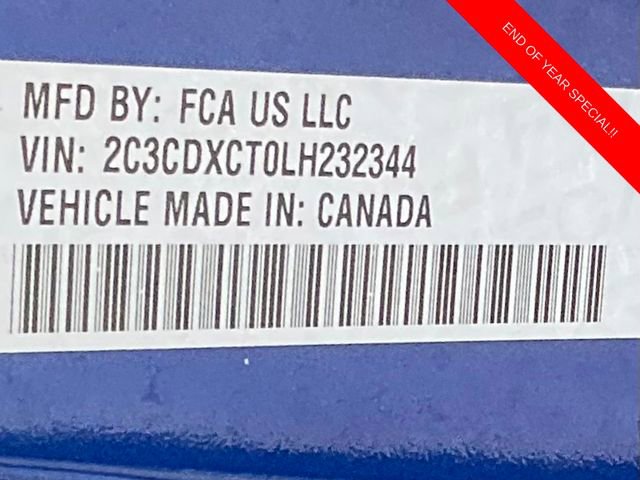 END OF YEAR SPECIAL!!
MFD BY: FCA US LLC
VIN: 2C3CDXCT0LH232344
VEHICLE MADE IN: CANADA